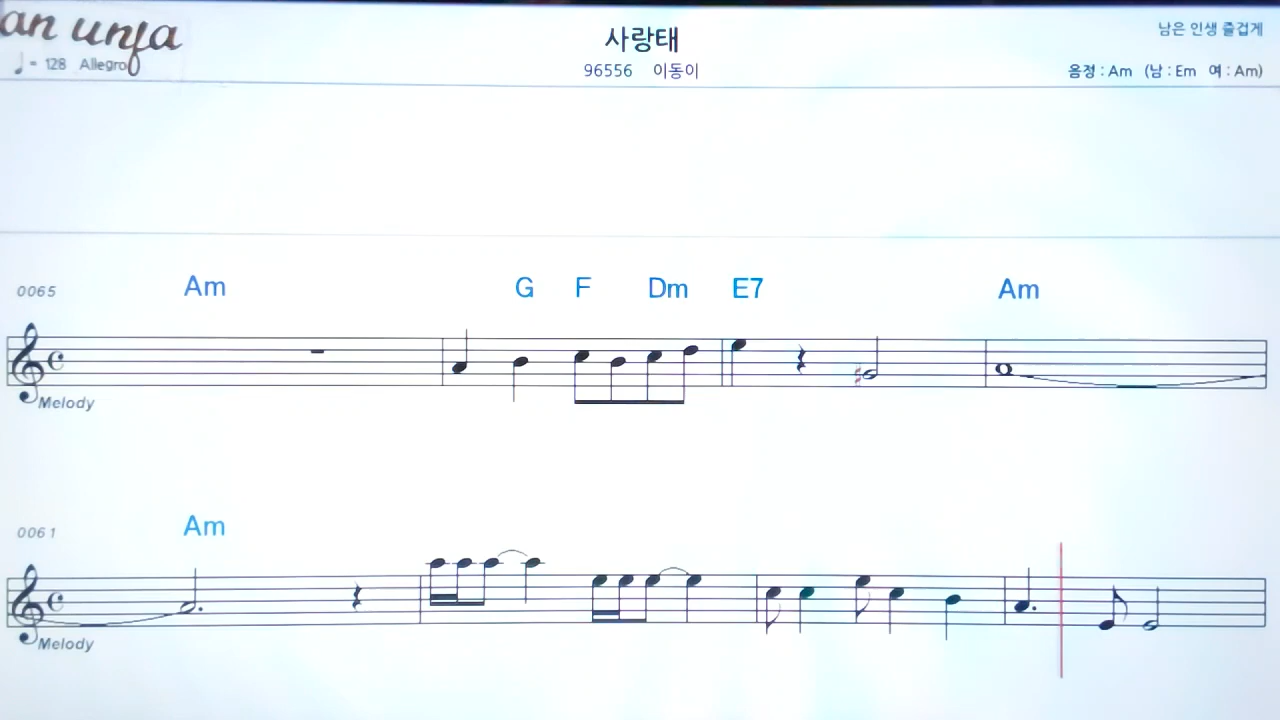 an unfa
♩= 128 Allegro
사랑태
96556 이동이
남은 인생 즐겁게
음정 : Am (남 : Em 여 : Am)
0065 Am G F Dm E7 Am
Melody
0061 Am
Melody